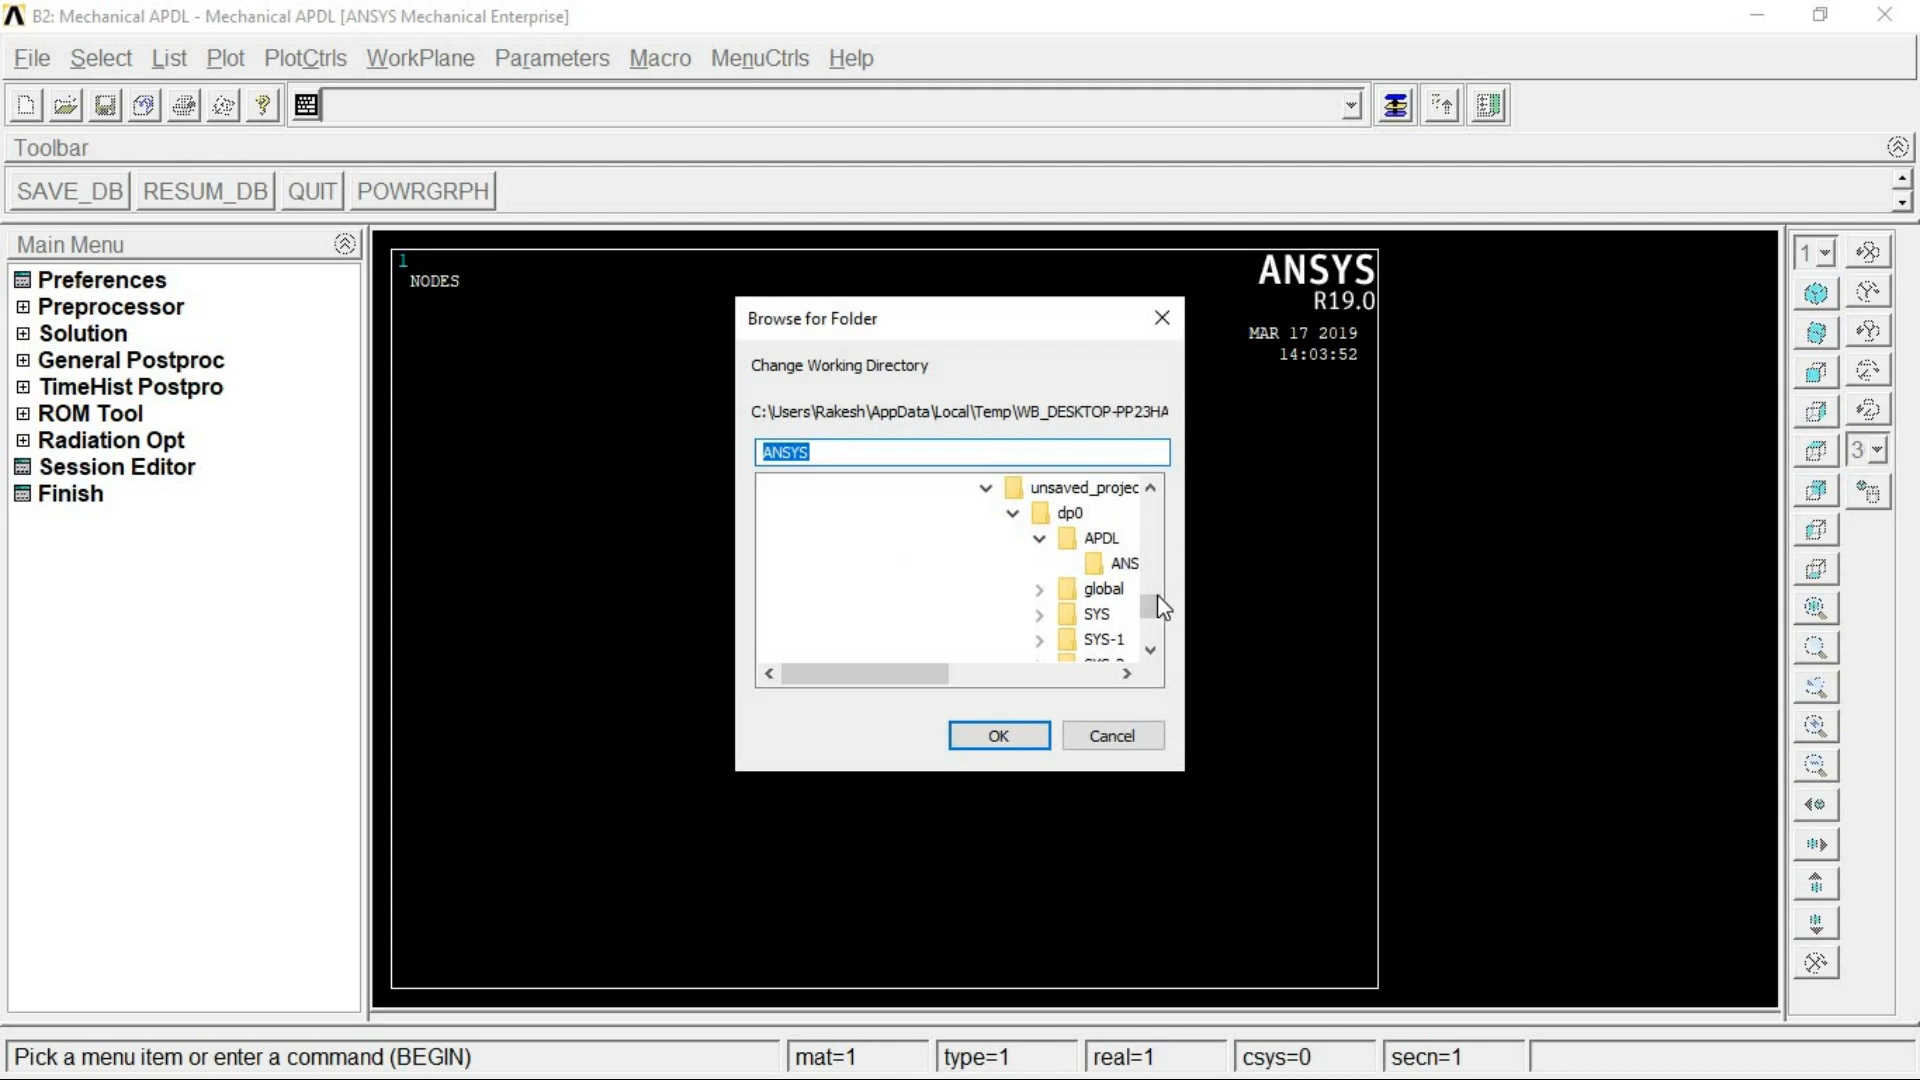 B2: Mechanical APDL - Mechanical APDL [ANSYS Mechanical Enterprise]
File Select List Plot PlotCtrls WorkPlane Parameters Macro MenuCtrls Help
Toolbar
SAVE_DB RESUM_DB QUIT POWRGRPH
Main Menu
Preferences
Preprocessor
Solution
General Postproc
TimeHist Postpro
ROM Tool
Radiation Opt
Session Editor
Finish
1
NODES
ANSYS
R19.0
MAR 17 2019
14:03:52
Browse for Folder
Change Working Directory
C:\Users\Rakesh\AppData\Local\Temp\WB_DESKTOP-PP23HA
ANSYS
unsaved_projec
dp0
APDL
ANS
global
SYS
SYS-1
OK Cancel
1
3
Pick a menu item or enter a command (BEGIN) mat=1 type=1 real=1 csys=0 secn=1